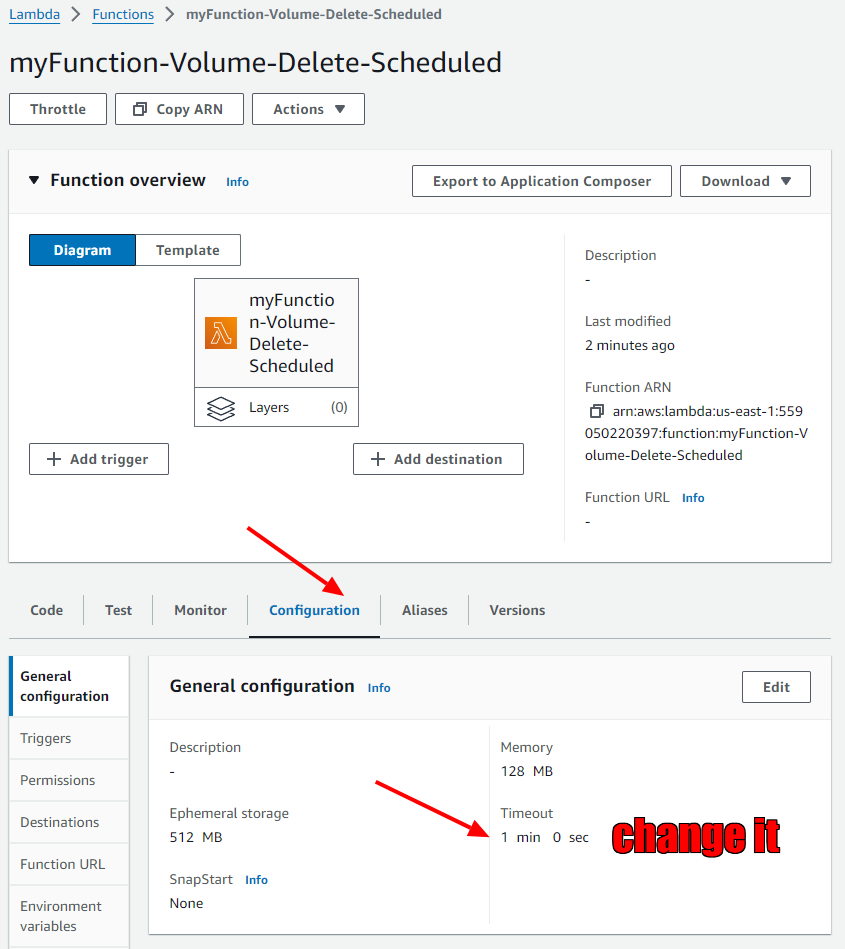 Lambda > Functions > myFunction-Volume-Delete-Scheduled
myFunction-Volume-Delete-Scheduled
Throttle Copy ARN Actions
Function overview Info Export to Application Composer Download
Diagram Template
myFunctio
n-Volume-
Delete-
Scheduled
Layers (0)
+ Add trigger + Add destination
Description
-
Last modified
2 minutes ago
Function ARN
arn:aws:lambda:us-east-1:559
050220397:function:myFunction-V
olume-Delete-Scheduled
Function URL Info
-
Code Test Monitor Configuration Aliases Versions
General
configuration
Triggers
Permissions
Destinations
Function URL
Environment
variables
General configuration Info Edit
Description
-
Ephemeral storage
512 MB
SnapStart Info
None
Memory
128 MB
Timeout
1 min 0 sec
change it